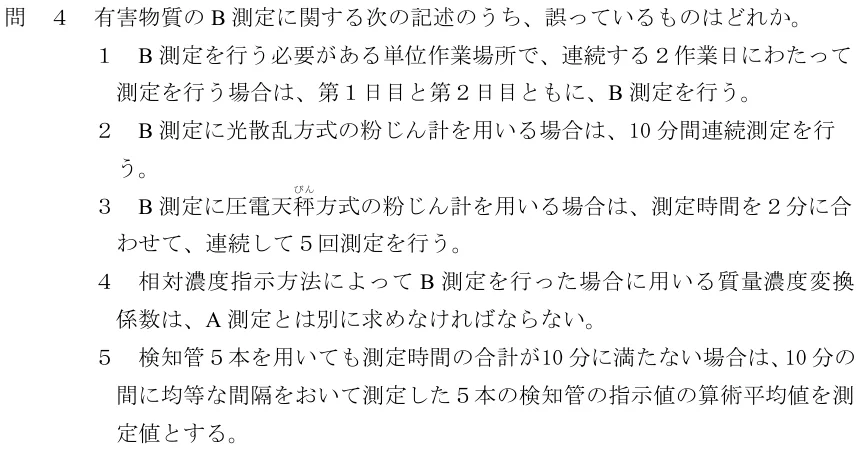 問　４　有害物質の B 測定に関する次の記述のうち、誤っているものはどれか。
１　B 測定を行う必要がある単位作業場所で、連続する２作業日にわたって
測定を行う場合は、第１日目と第２日目ともに、B 測定を行う。
２　B 測定に光散乱方式の粉じん計を用いる場合は、10 分間連続測定を行
う。
びん
３　B 測定に圧電天秤方式の粉じん計を用いる場合は、測定時間を２分に合
わせて、連続して５回測定を行う。
４　相対濃度指示方法によって B 測定を行った場合に用いる質量濃度変換
係数は、A 測定とは別に求めなければならない。
５　検知管５本を用いても測定時間の合計が10 分に満たない場合は、10 分の
間に均等な間隔をおいて測定した５本の検知管の指示値の算術平均値を測
定値とする。